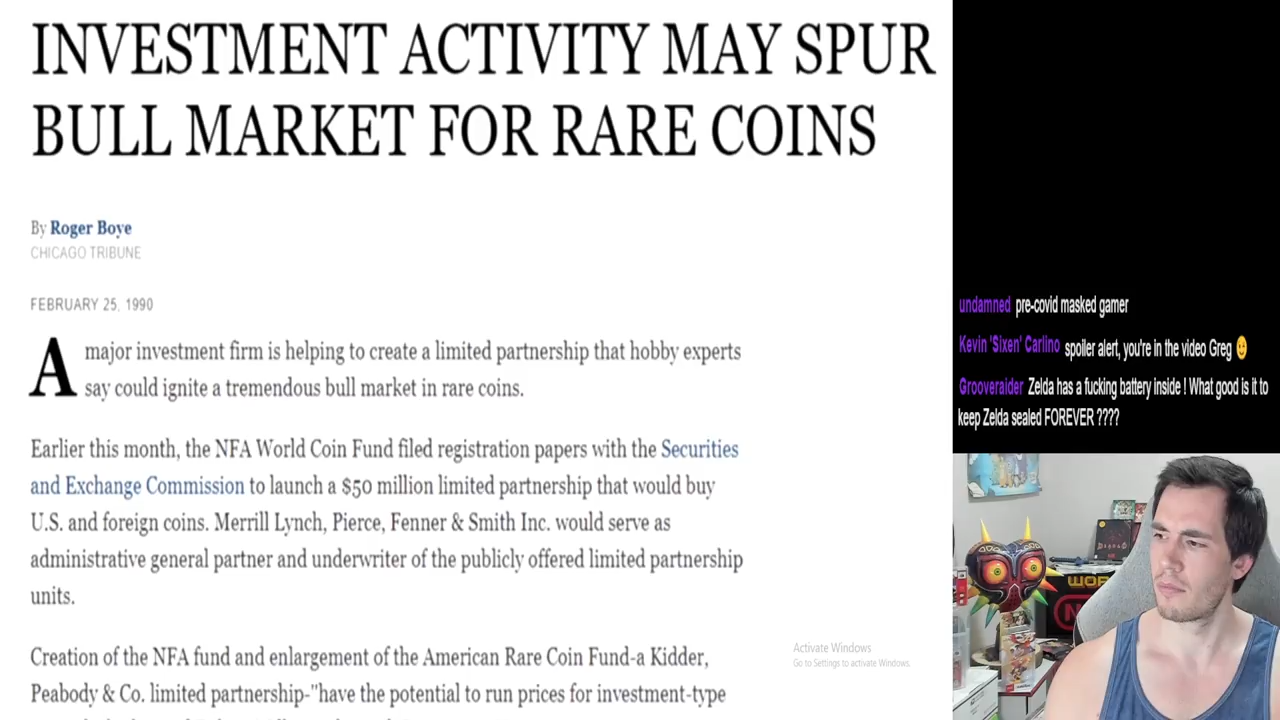 INVESTMENT ACTIVITY MAY SPUR
BULL MARKET FOR RARE COINS
By Roger Boye
CHICAGO TRIBUNE
FEBRUARY 25, 1990
A major investment firm is helping to create a limited partnership that hobby experts
say could ignite a tremendous bull market in rare coins.
Earlier this month, the NFA World Coin Fund filed registration papers with the Securities
and Exchange Commission to launch a $50 million limited partnership that would buy
U.S. and foreign coins. Merrill Lynch, Pierce, Fenner & Smith Inc. would serve as
administrative general partner and underwriter of the publicly offered limited partnership
units.
Creation of the NFA fund and enlargement of the American Rare Coin Fund-a Kidder,
Peabody & Co. limited partnership-"have the potential to run prices for investment-type
Activate Windows
Go to Settings to activate Windows.
undamned pre-covid masked gamer
Kevin 'Sixen' Carlino spoiler alert, you're in the video Greg 😉
Grooveraider Zelda has a fucking battery inside ! What good is it to
keep Zelda sealed FOREVER ????